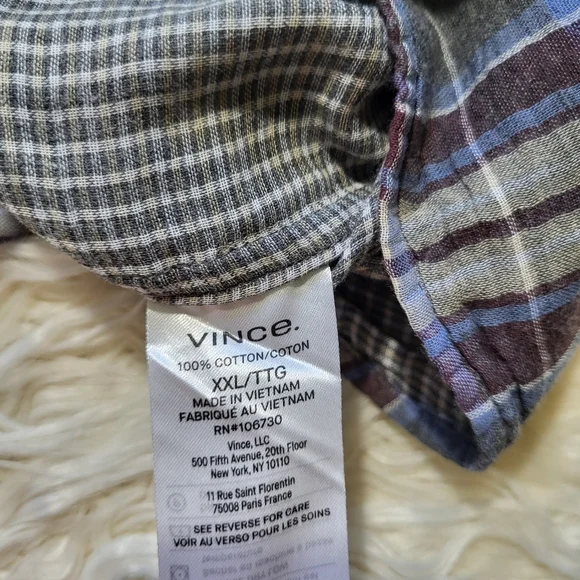 VINCE.
100% COTTON/COTON
XXL/TTG
MADE IN VIETNAM
FABRIQUÉ AU VIETNAM
RN#106730
Vince, LLC
500 Fifth Avenue, 20th Floor
New York, NY 10110
11 Rue Saint Florentin
75008 Paris France
SEE REVERSE FOR CARE
VOIR AU VERSO POUR LES SOINS